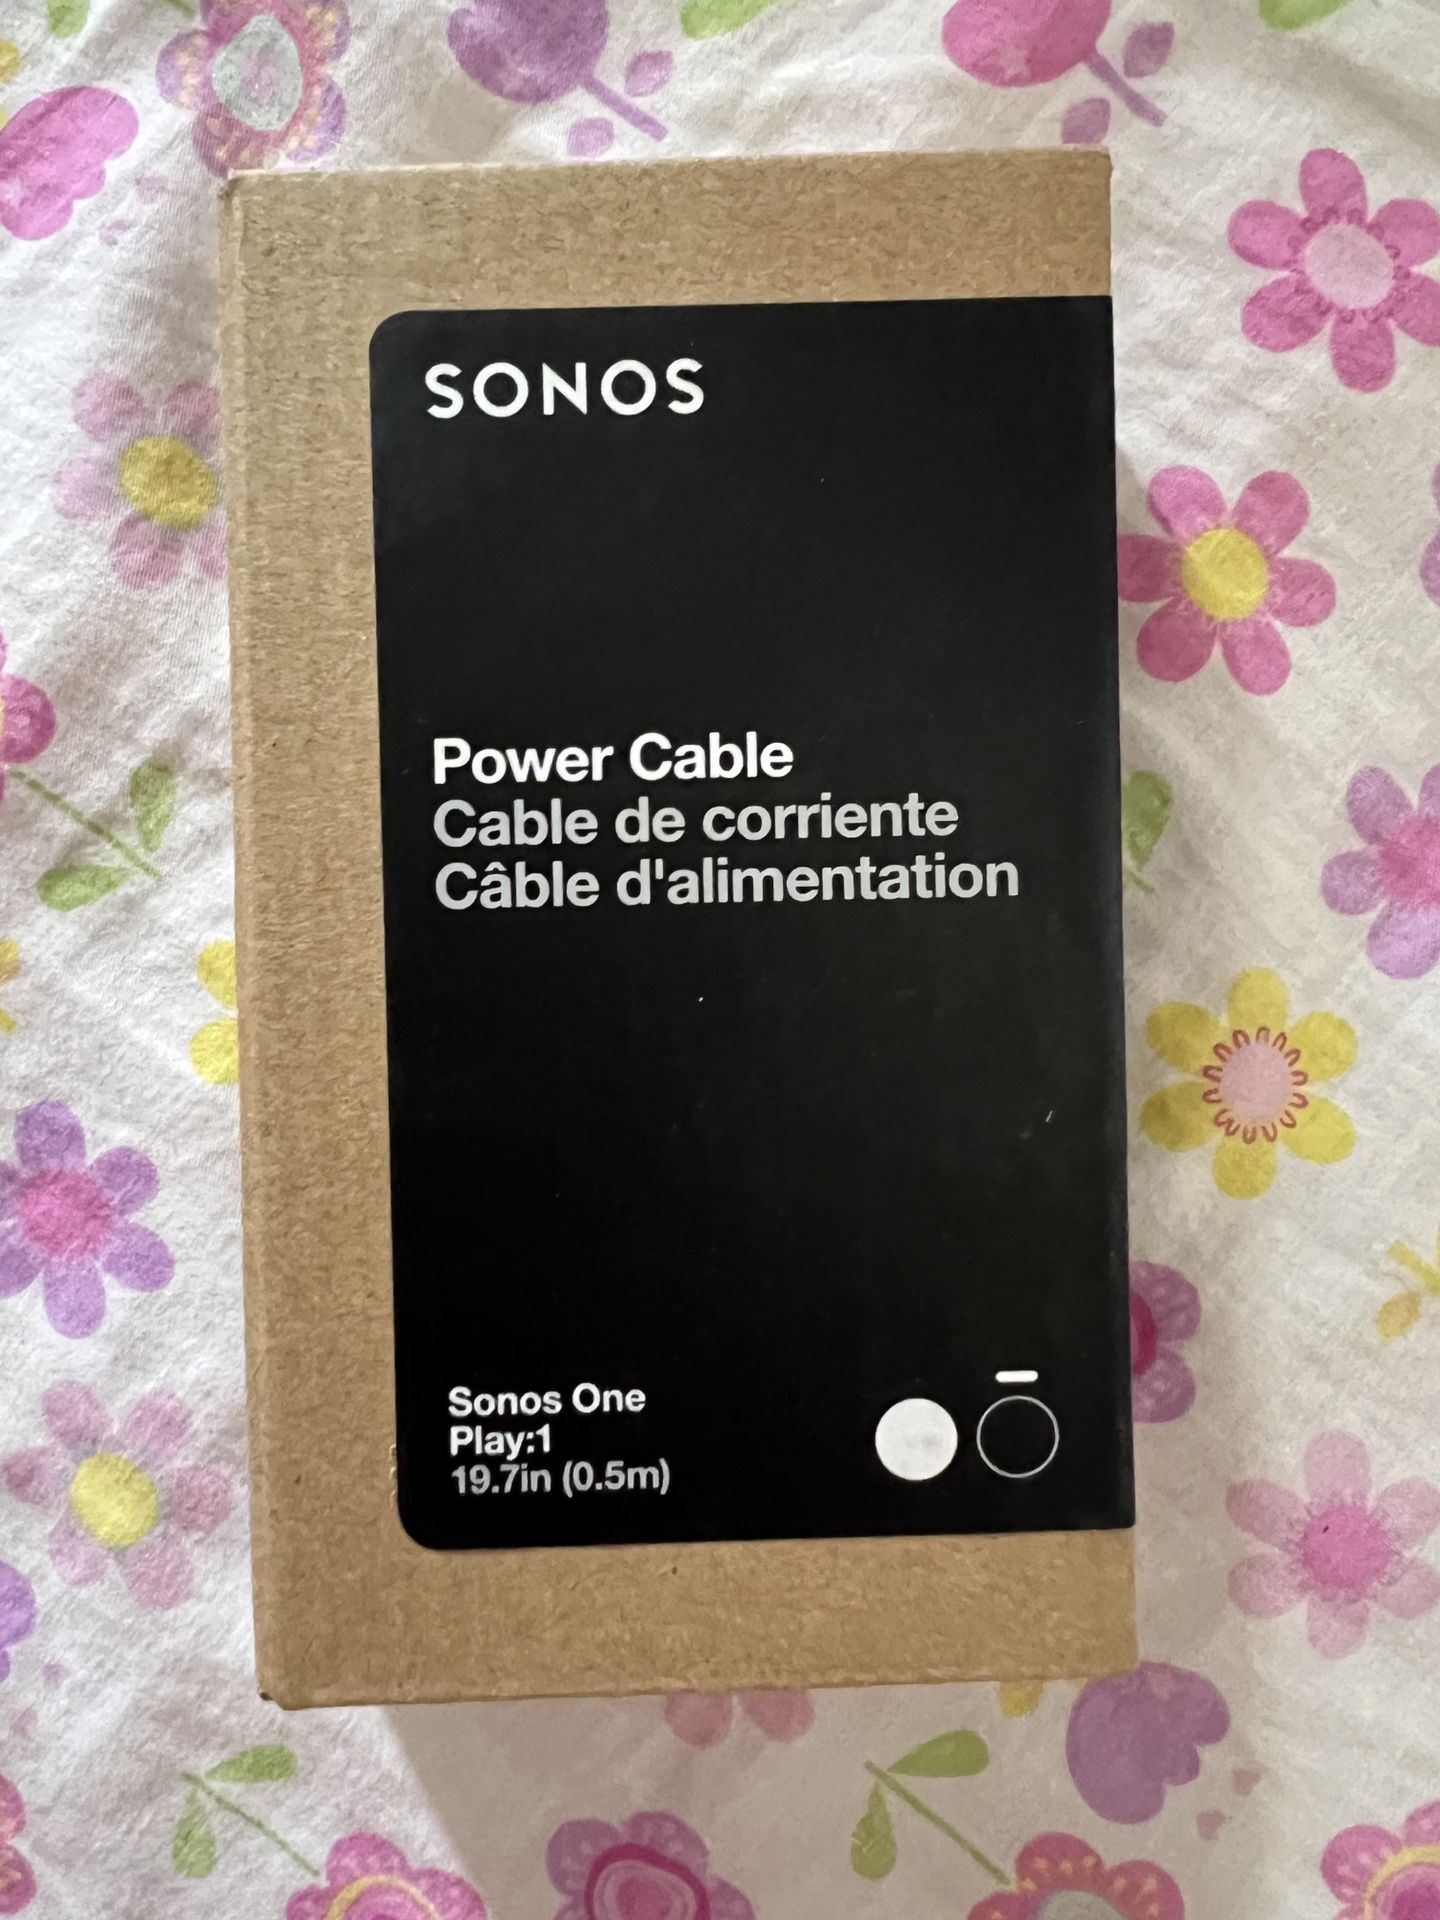 SONOS
Power Cable
Cable de corriente
Câble d'alimentation
Sonos One
Play:1
19.7in (0.5m)